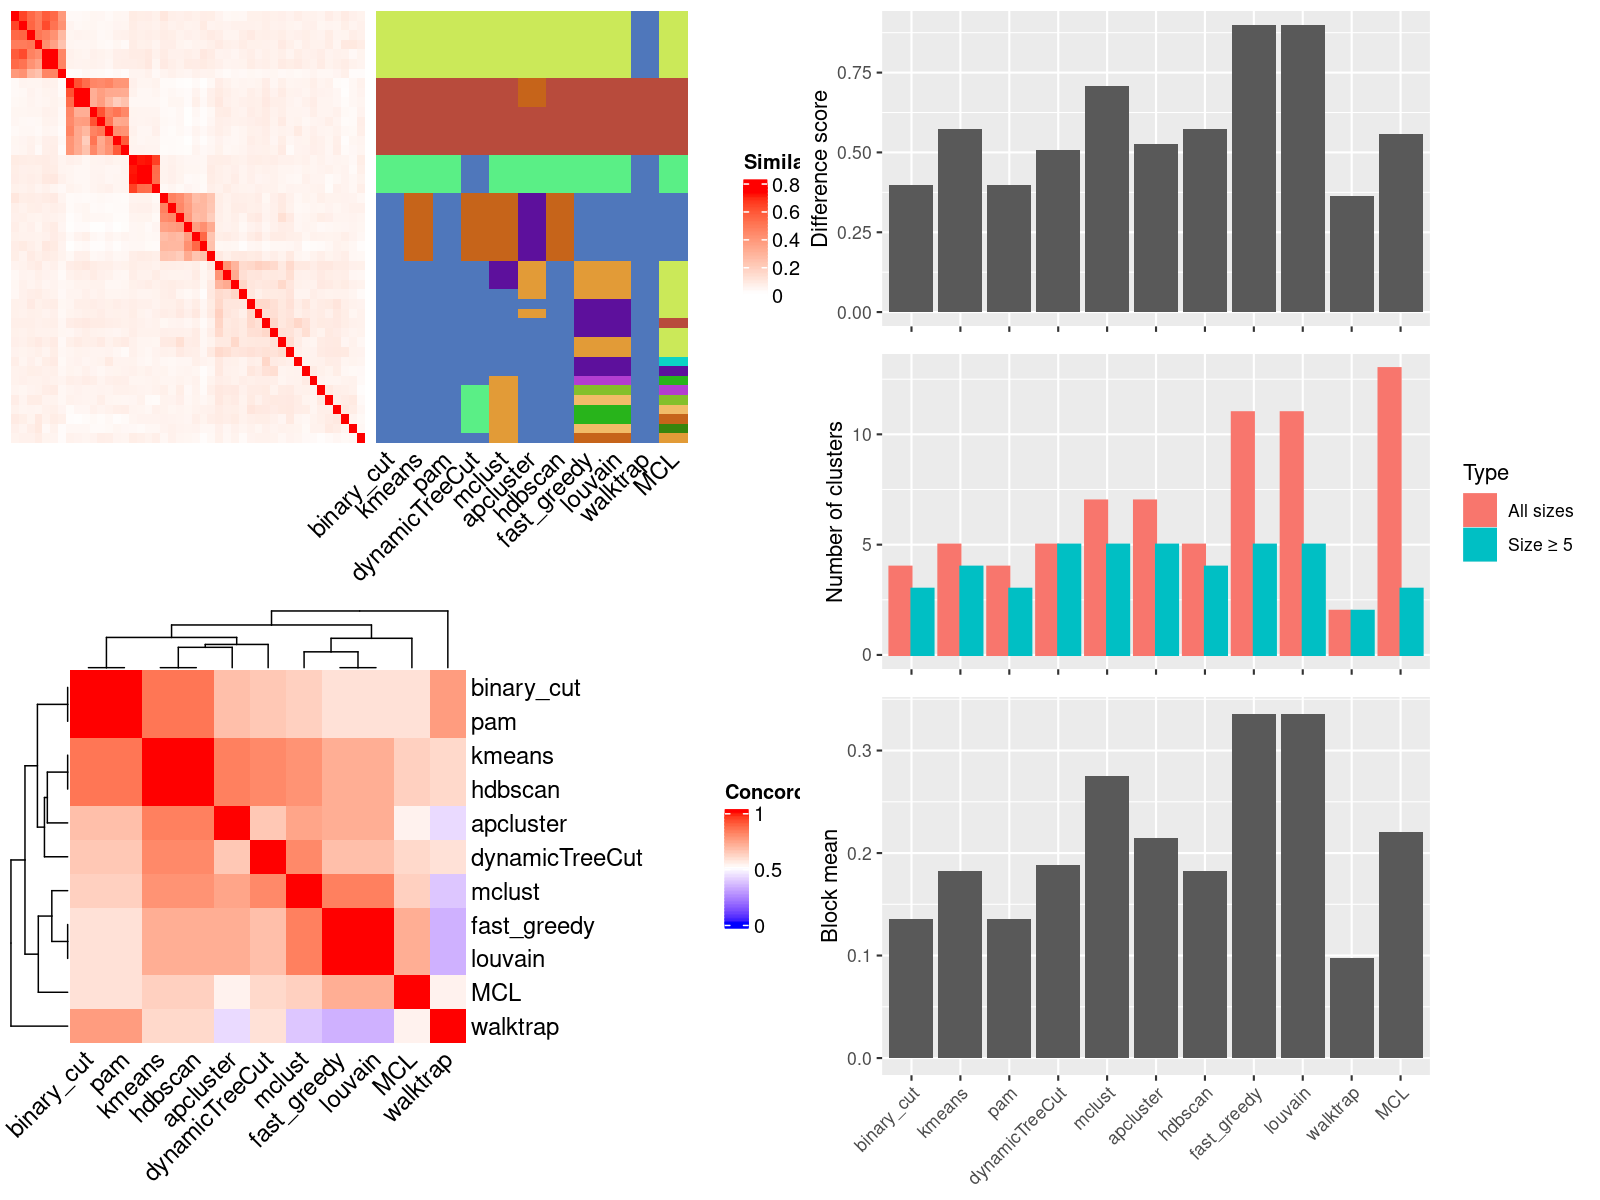 Simila
0.8
0.6
0.4
0.2
0
binary_cut
kmeans
pam
dynamicTreeCut
mclust
apcluster
hdbscan
fast_greedy
louvain
walktrap
MCL
Difference score
0.75
0.50
0.25
0.00
Number of clusters
10
5
0
Type
All sizes
Size ≥ 5
binary_cut
pam
kmeans
hdbscan
apcluster
dynamicTreeCut
mclust
fast_greedy
louvain
MCL
walktrap
binary_cut
pam
kmeans
hdbscan
apcluster
dynamicTreeCut
mclust
fast_greedy
louvain
MCL
walktrap
Concord
1
0.5
0
Block mean
0.3
0.2
0.1
0.0
binary_cut
kmeans
pam
dynamicTreeCut
mclust
apcluster
hdbscan
fast_greedy
louvain
walktrap
MCL